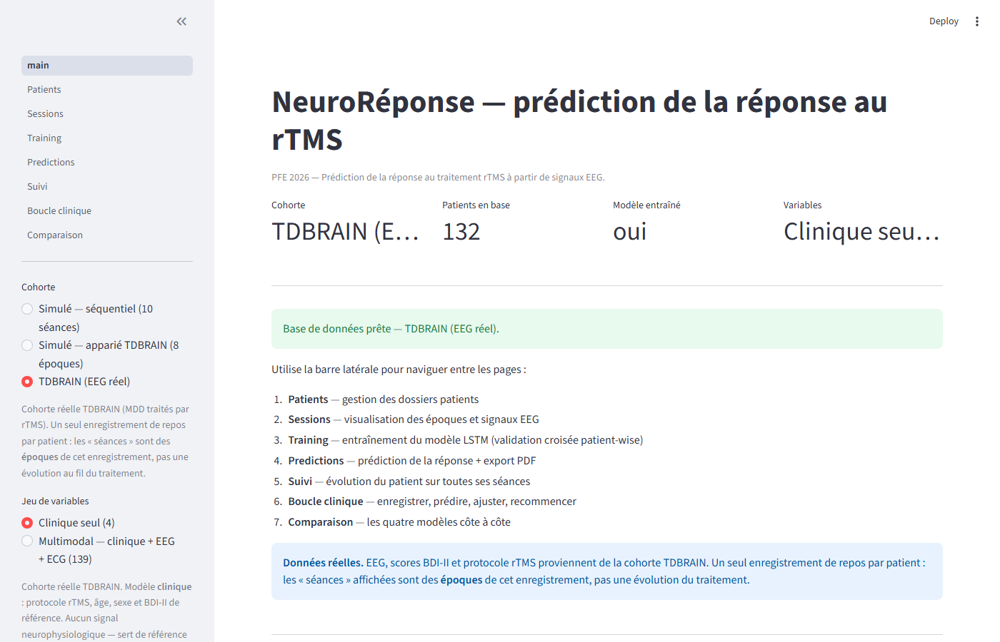 main
Patients
Sessions
Training
Predictions
Suivi
Boucle clinique
Comparaison
Cohorte
Simulé — séquentiel (10
séances)
Simulé — apparié TDBRAIN (8
époques)
TDBRAIN (EEG réel)
Cohorte réelle TDBRAIN (MDD traités par
rTMS). Un seul enregistrement de repos
par patient : les « séances » sont des
époques de cet enregistrement, pas une
évolution au fil du traitement.
Jeu de variables
Clinique seul (4)
Multimodal — clinique + EEG
+ ECG (139)
Cohorte réelle TDBRAIN. Modèle clinique
: protocole rTMS, âge, sexe et BDI-II de
référence. Aucun signal
neurophysiologique — sert de référence
Deploy
NeuroRéponse — prédiction de la réponse au
rTMS
PFE 2026 — Prédiction de la réponse au traitement rTMS à partir de signaux EEG.
Cohorte
TDBRAIN (E…
Patients en base
132
Modèle entraîné
oui
Variables
Clinique seu…
Base de données prête — TDBRAIN (EEG réel).
Utilise la barre latérale pour naviguer entre les pages :
1. Patients — gestion des dossiers patients
2. Sessions — visualisation des époques et signaux EEG
3. Training — entraînement du modèle LSTM (validation croisée patient-wise)
4. Predictions — prédiction de la réponse + export PDF
5. Suivi — évolution du patient sur toutes ses séances
6. Boucle clinique — enregistrer, prédire, ajuster, recommencer
7. Comparaison — les quatre modèles côte à côte
Données réelles. EEG, scores BDI-II et protocole rTMS proviennent de la cohorte TDBRAIN. Un seul enregistrement de repos par patient :
les « séances » affichées sont des époques de cet enregistrement, pas une évolution du traitement.